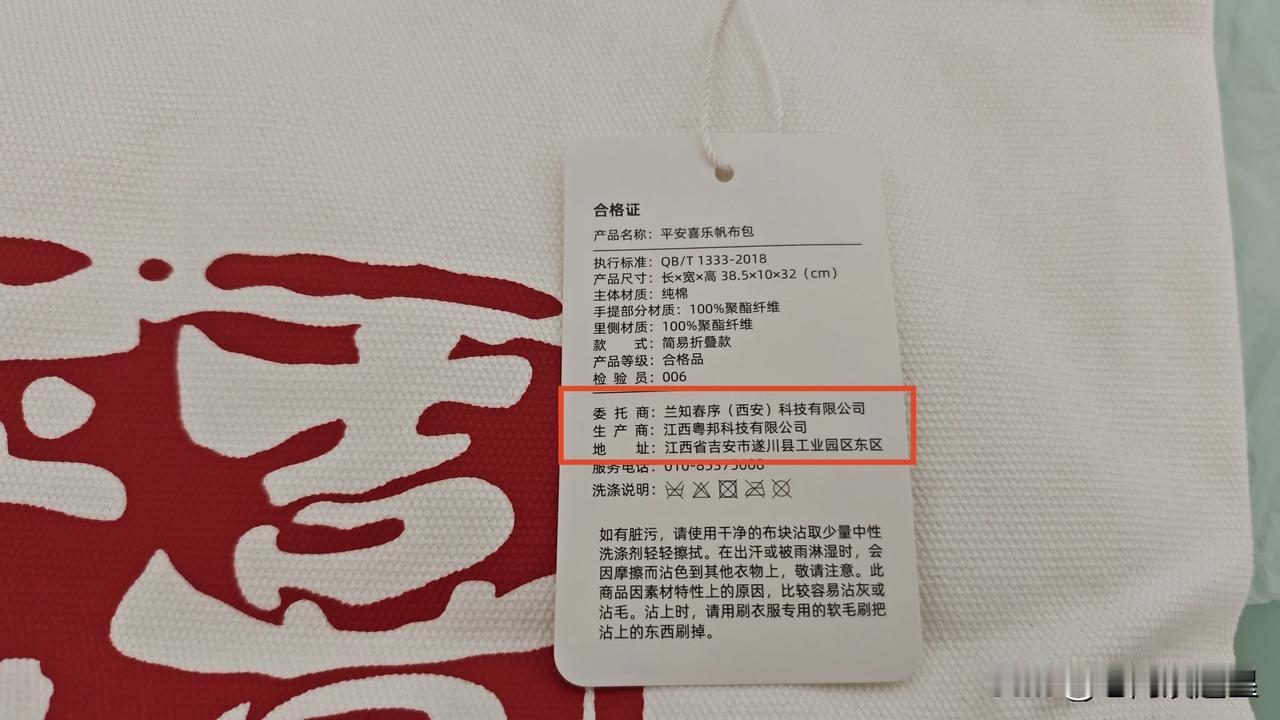 合格证
产品名称：平安喜乐帆布包
执行标准：QB/T 1333-2018
产品尺寸：长×宽×高 38.5×10×32（cm）
主体材质：纯棉
手提部分材质：100%聚酯纤维
里侧材质：100%聚酯纤维
款 式：简易折叠款
产品等级：合格品
检 验 员：006
委 托 商：兰知春序（西安）科技有限公司
生 产 商：江西粤邦科技有限公司
地 址：江西省吉安市遂川县工业园区东区
服务电话：
洗涤说明：
如有脏污，请使用干净的布块沾取少量中性
洗涤剂轻轻擦拭。在出汗或被雨淋湿时，会
因摩擦而沾色到其他衣物上，敬请注意。此
商品因素材特性上的原因，比较容易沾灰或
沾毛。沾上时，请用刷衣服专用的软毛刷把
沾上的东西刷掉。